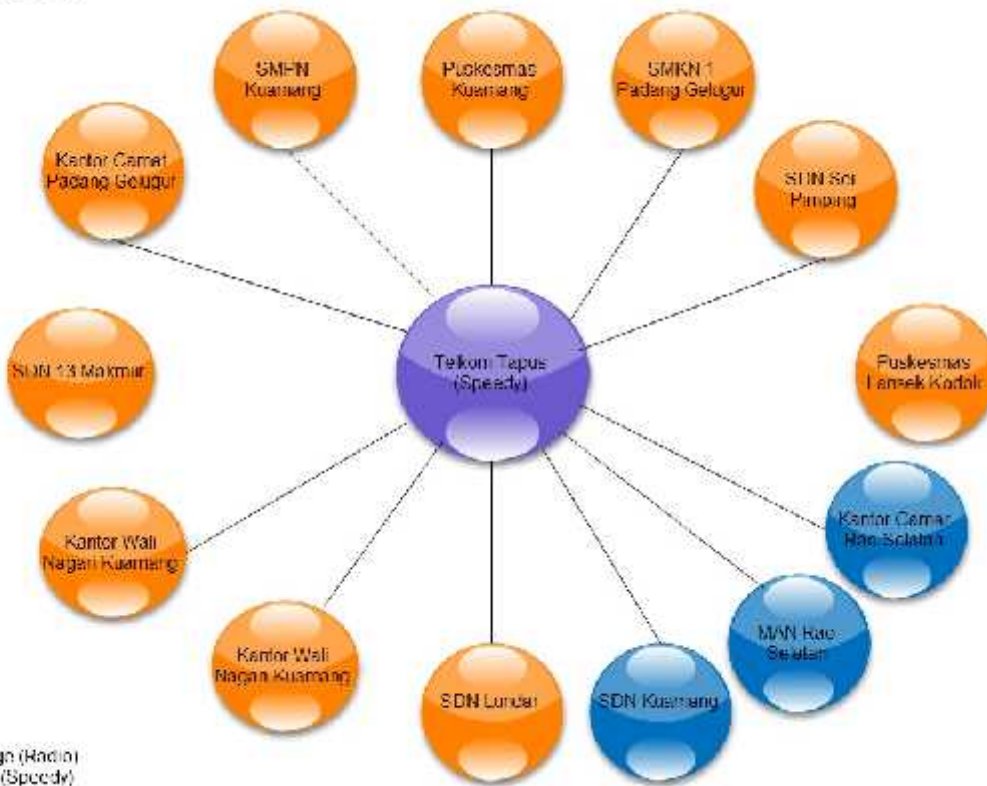 SMPN
Kuamang
Puskesmas
Kuamang
SMKN 1
Padang Gelugur
Kantor Camat
Padang Gelugur
SDN Sei
Pimping
SDN 13 Makmur
Telkom Tapus
(Speedy)
Puskesmas
Lansek Kodok
Kantor Wali
Nagari Kuamang
Kantor Camat
Rao Selatan
Kantor Wali
Nagari Kuamang
MAN Rao
Selatan
SDN Lundar
SDN Kuamang
(Radio)
(Speedy)